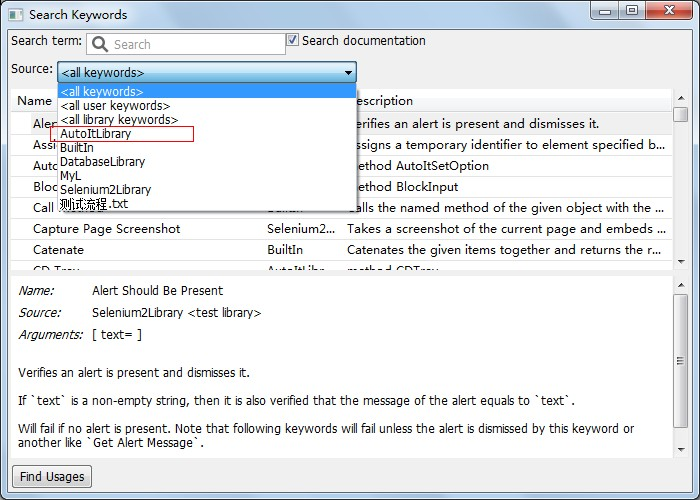 Search Keywords
Search term: Search Search documentation
Source: <all keywords>
<all keywords>
<all user keywords>
<all library keywords>
AutoItLibrary
BuiltIn
DatabaseLibrary
MyL
Selenium2Library
测试流程.txt
Name escription
Aler erifies an alert is present and dismisses it.
Assi ssigns a temporary identifier to element specified b...
Auto ethod AutoItSetOption
Bloc ethod BlockInput
Call alls the named method of the given object with the ...
Capture Page Screenshot Selenium2... Takes a screenshot of the current page and embeds ...
Catenate BuiltIn Catenates the given items together and returns the r...
CD Tray AutoItLibr... method CDTray
Name: Alert Should Be Present
Source: Selenium2Library <test library>
Arguments: [ text= ]
Verifies an alert is present and dismisses it.
If `text` is a non-empty string, then it is also verified that the message of the alert equals to `text`.
Will fail if no alert is present. Note that following keywords will fail unless the alert is dismissed by this keyword or
another like `Get Alert Message`.
Find Usages